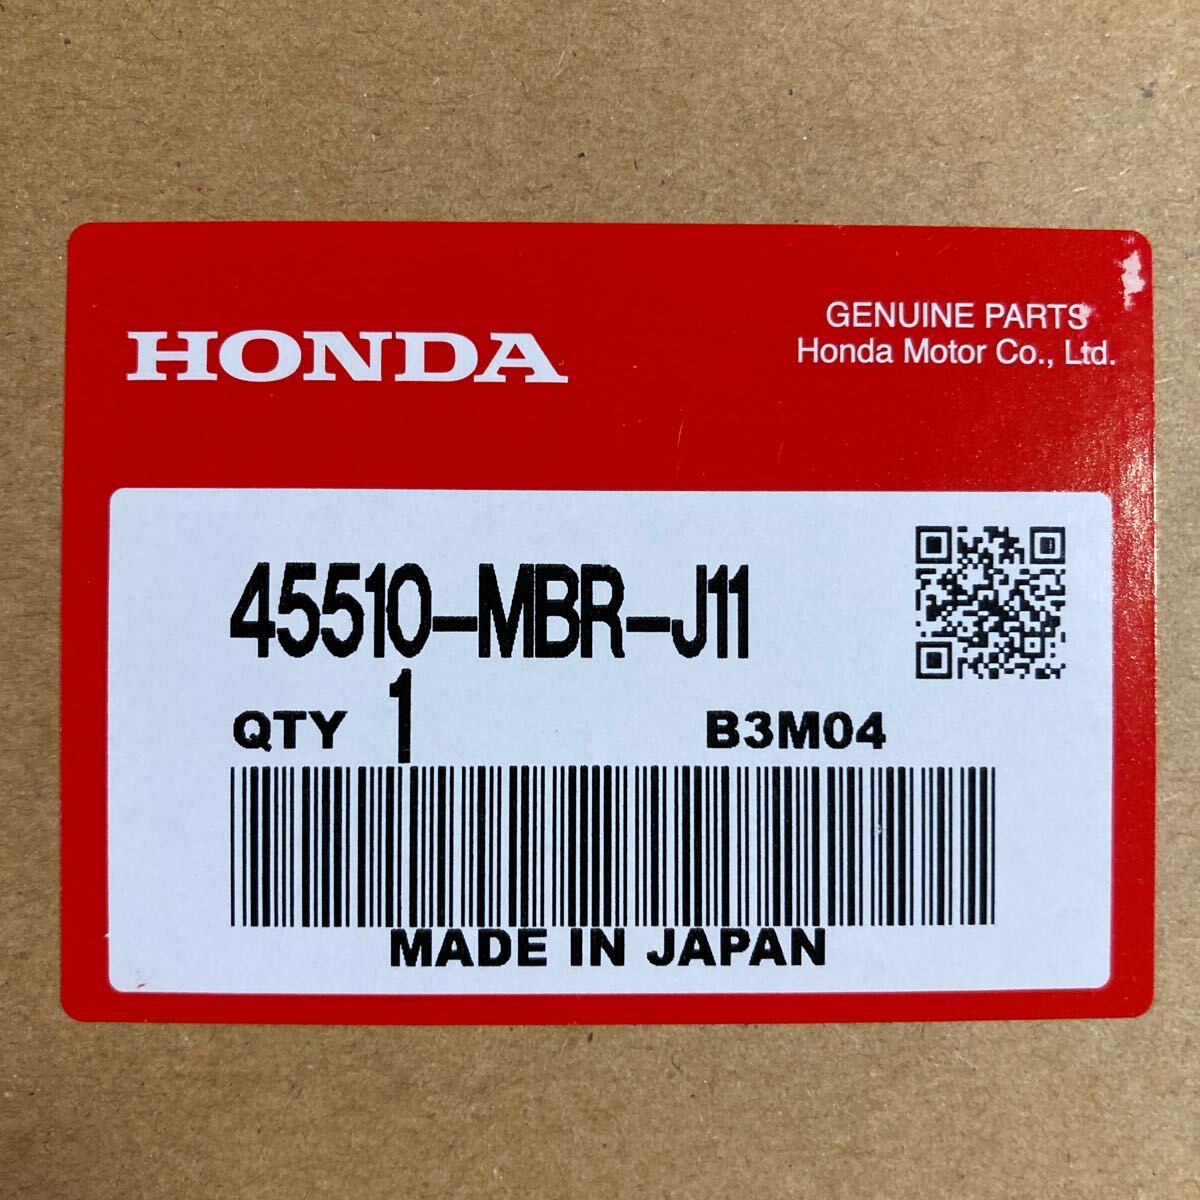 HONDA
GENUINE PARTS
Honda Motor Co., Ltd.
45510-MBR-J11
QTY 1 B3M04
MADE IN JAPAN